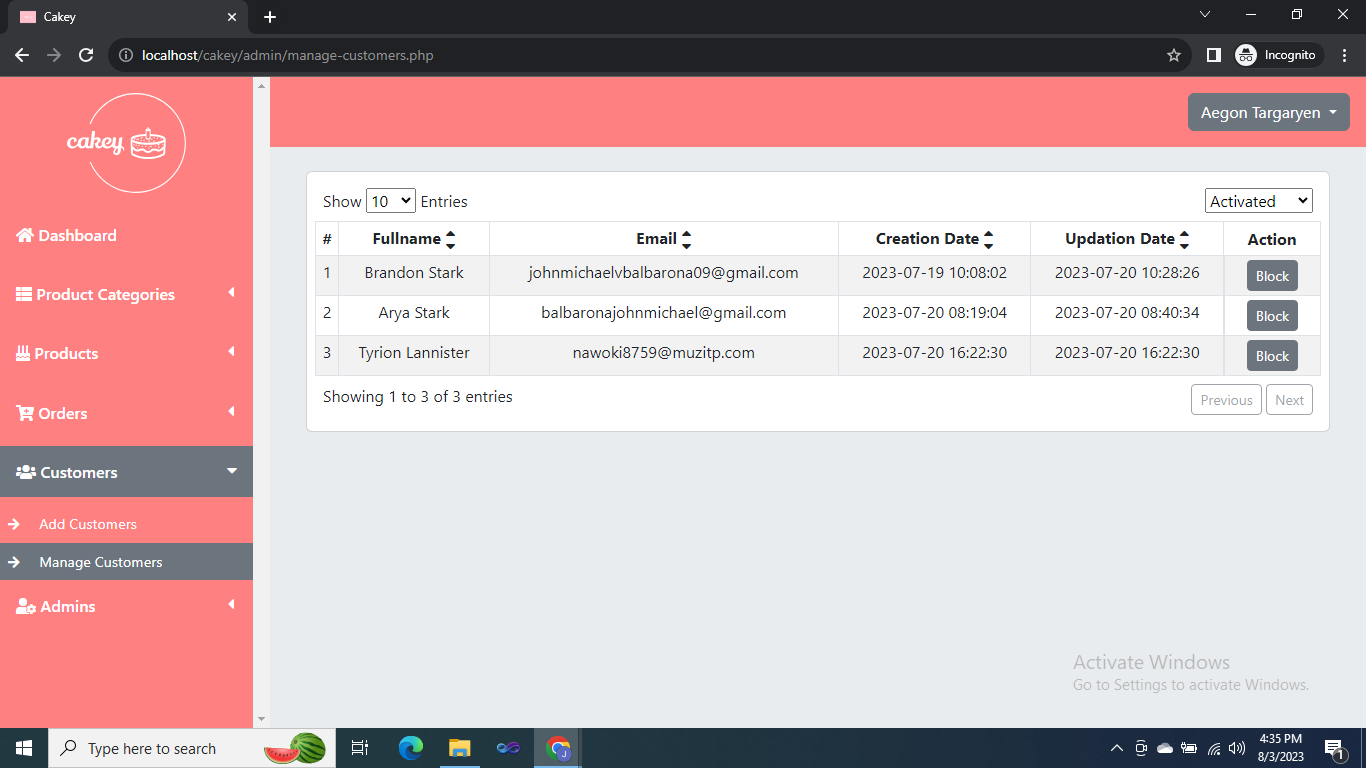 Cakey
localhost/cakey/admin/manage-customers.php
Incognito
cakey
Aegon Targaryen
Dashboard
Product Categories
Products
Orders
Customers
Add Customers
Manage Customers
Admins
Show 10 Entries
Activated
# Fullname Email Creation Date Updation Date Action
1 Brandon Stark johnmichaelvbalbarona09@gmail.com 2023-07-19 10:08:02 2023-07-20 10:28:26 Block
2 Arya Stark balbaronajohnmichael@gmail.com 2023-07-20 08:19:04 2023-07-20 08:40:34 Block
3 Tyrion Lannister nawoki8759@muzitp.com 2023-07-20 16:22:30 2023-07-20 16:22:30 Block
Showing 1 to 3 of 3 entries
Previous Next
Activate Windows
Go to Settings to activate Windows.
Type here to search
J
4:35 PM
8/3/2023
1